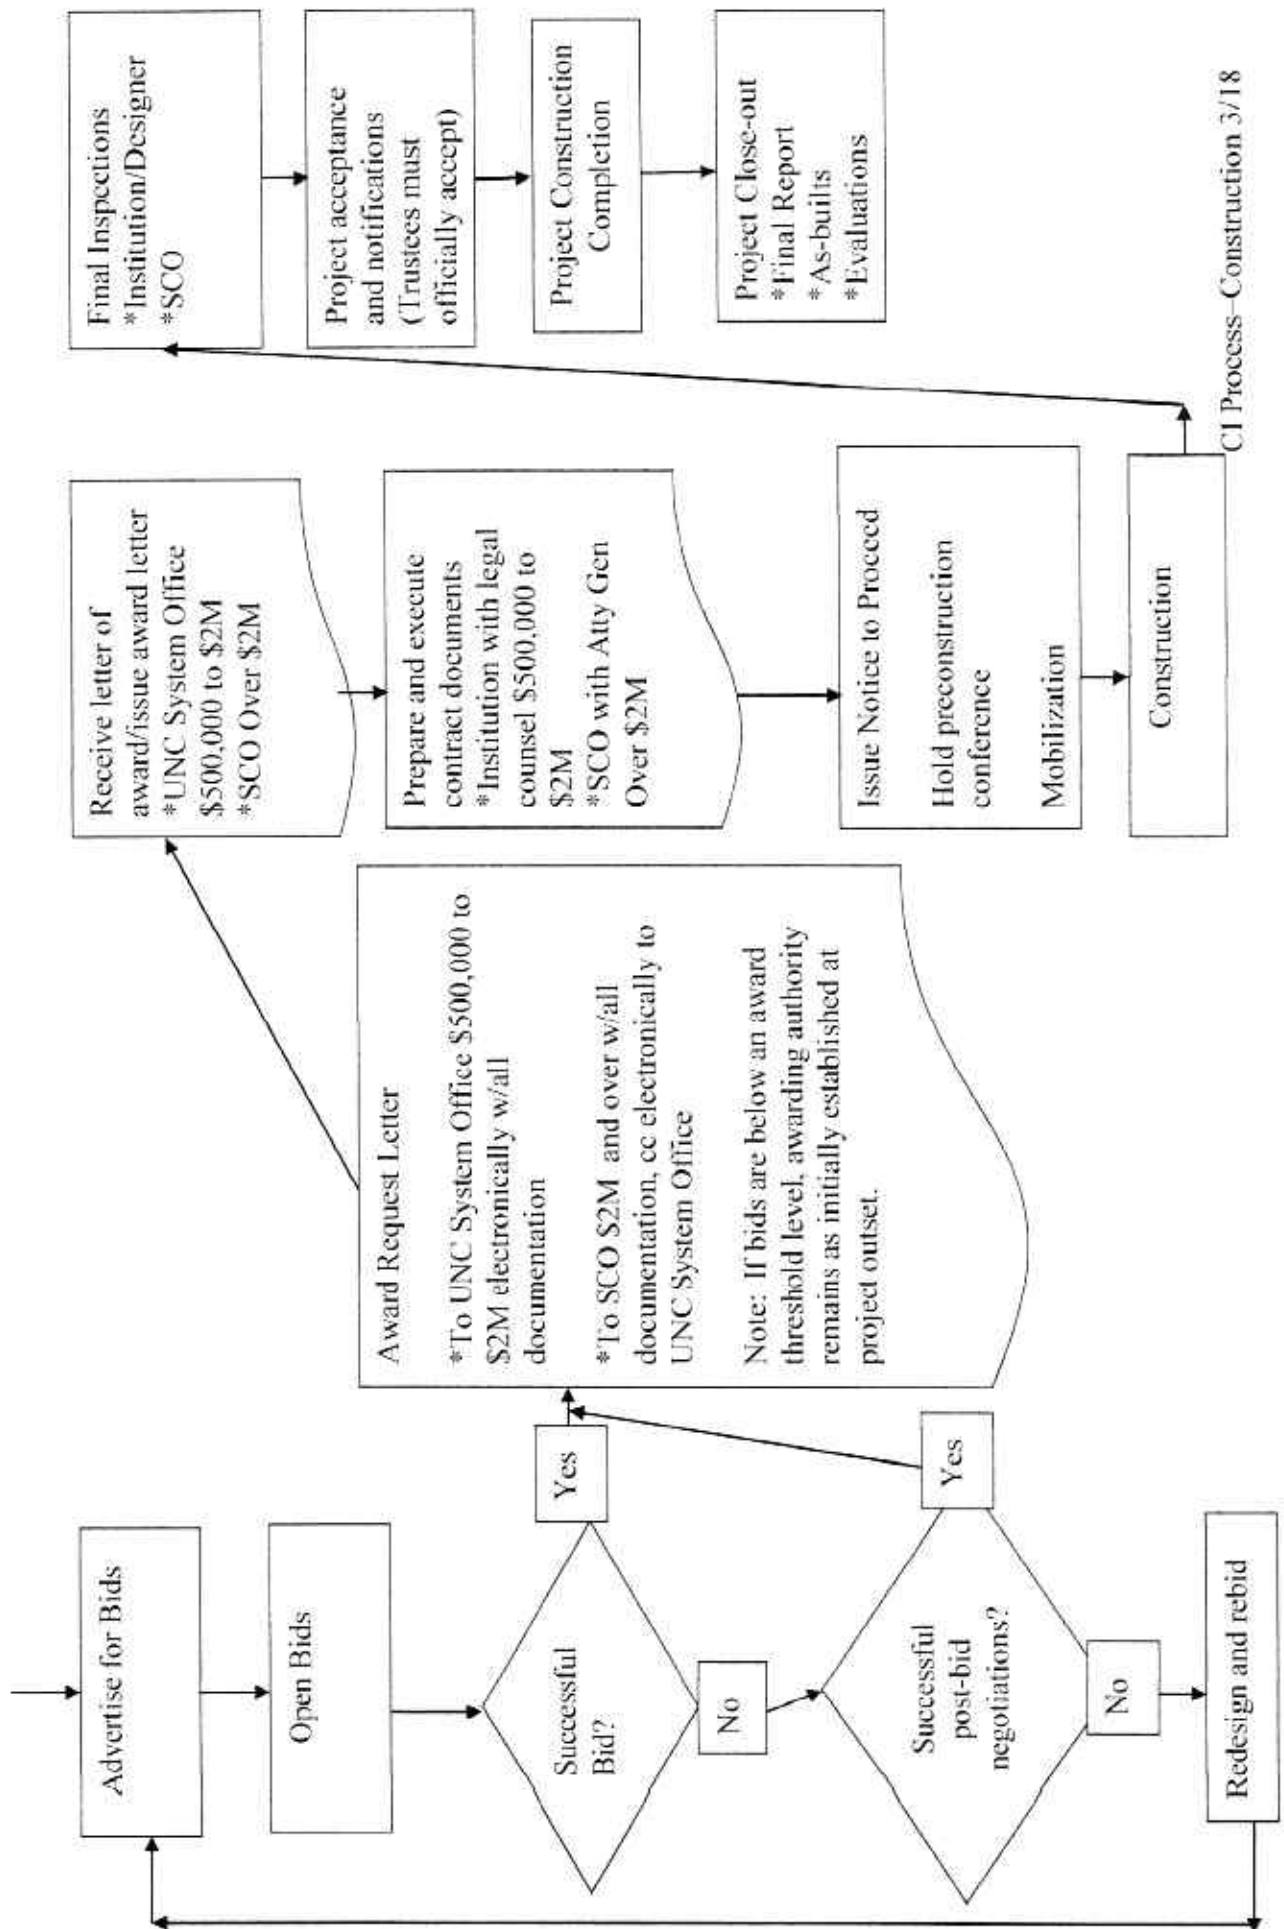 Advertise for Bids
Open Bids
Successful
Bid?
Yes
No
Successful
post-bid
negotiations?
Yes
No
Redesign and rebid
Award Request Letter
*To UNC System Office $500,000 to
$2M electronically w/all
documentation
*To SCO $2M and over w/all
documentation, cc electronically to
UNC System Office
Note: If bids are below an award
threshold level, awarding authority
remains as initially established at
project outset.
Receive letter of
award/issue award letter
*UNC System Office
$500,000 to $2M
*SCO Over $2M
Prepare and execute
contract documents
*Institution with legal
counsel $500,000 to
$2M
*SCO with Atty Gen
Over $2M
Issue Notice to Proceed
Hold preconstruction
conference
Mobilization
Construction
Final Inspections
*Institution/Designer
*SCO
Project acceptance
and notifications
(Trustees must
officially accept)
Project Construction
Completion
Project Close-out
*Final Report
*As-builts
*Evaluations
CI Process–Construction 3/18